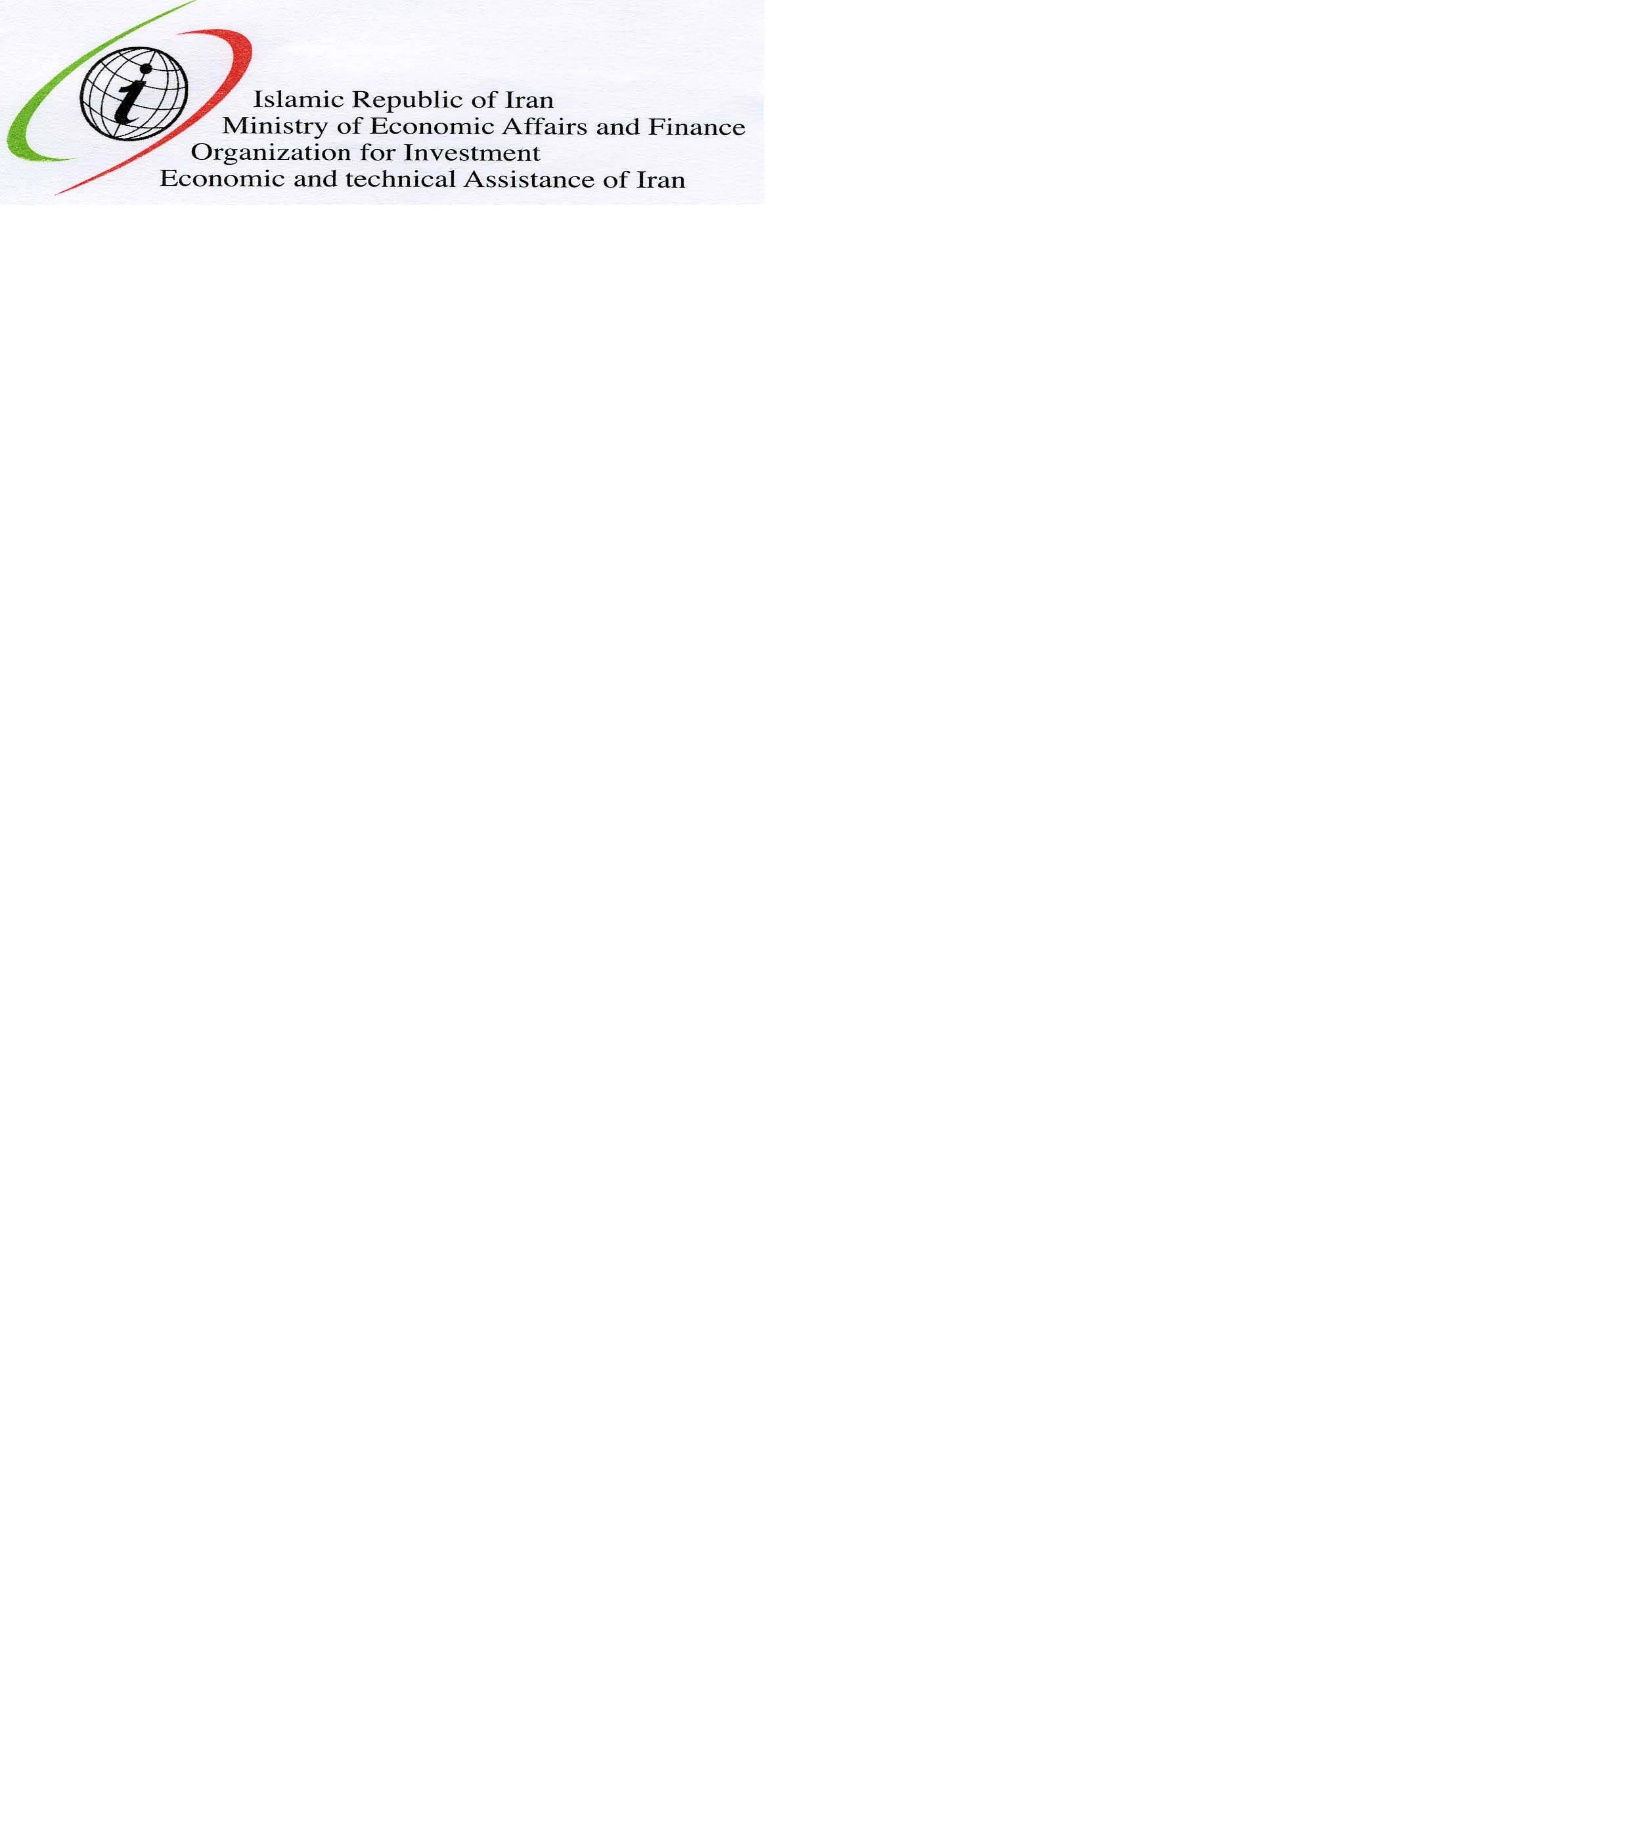 i
Islamic Republic of Iran
Ministry of Economic Affairs and Finance
Organization for Investment
Economic and technical Assistance of Iran